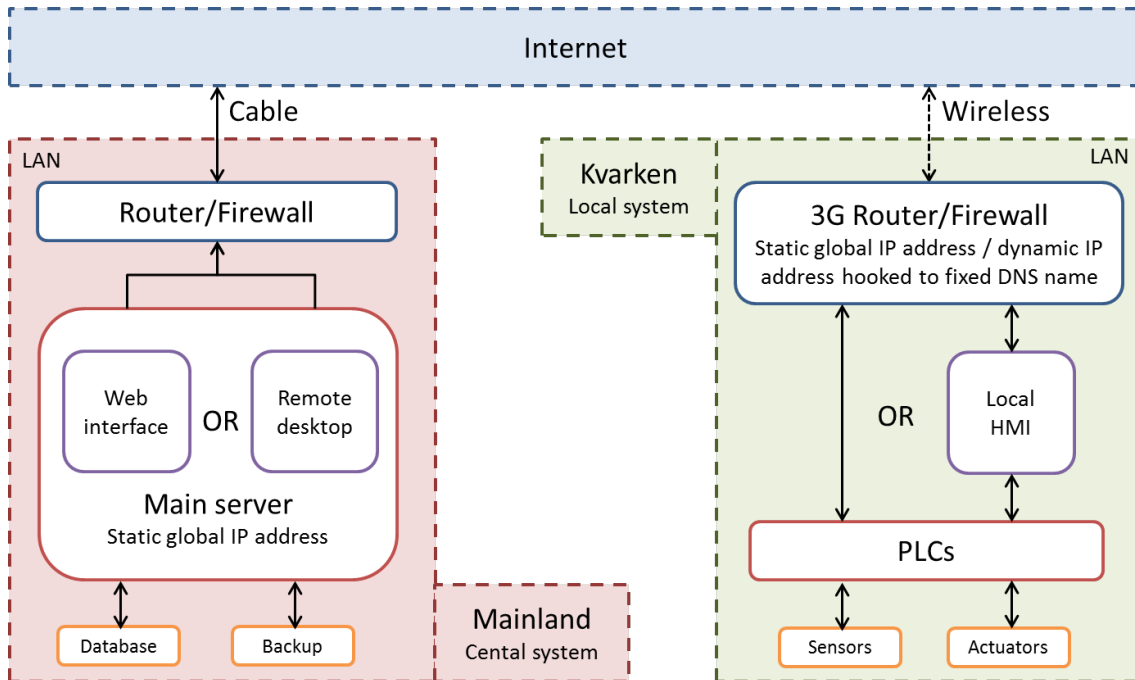 Internet
Cable
Wireless
LAN
Router/Firewall
Web
interface
OR
Remote
desktop
Main server
Static global IP address
Database
Backup
Mainland
Cental system
Kvarken
Local system
LAN
3G Router/Firewall
Static global IP address / dynamic IP
address hooked to fixed DNS name
OR
Local
HMI
PLCs
Sensors
Actuators